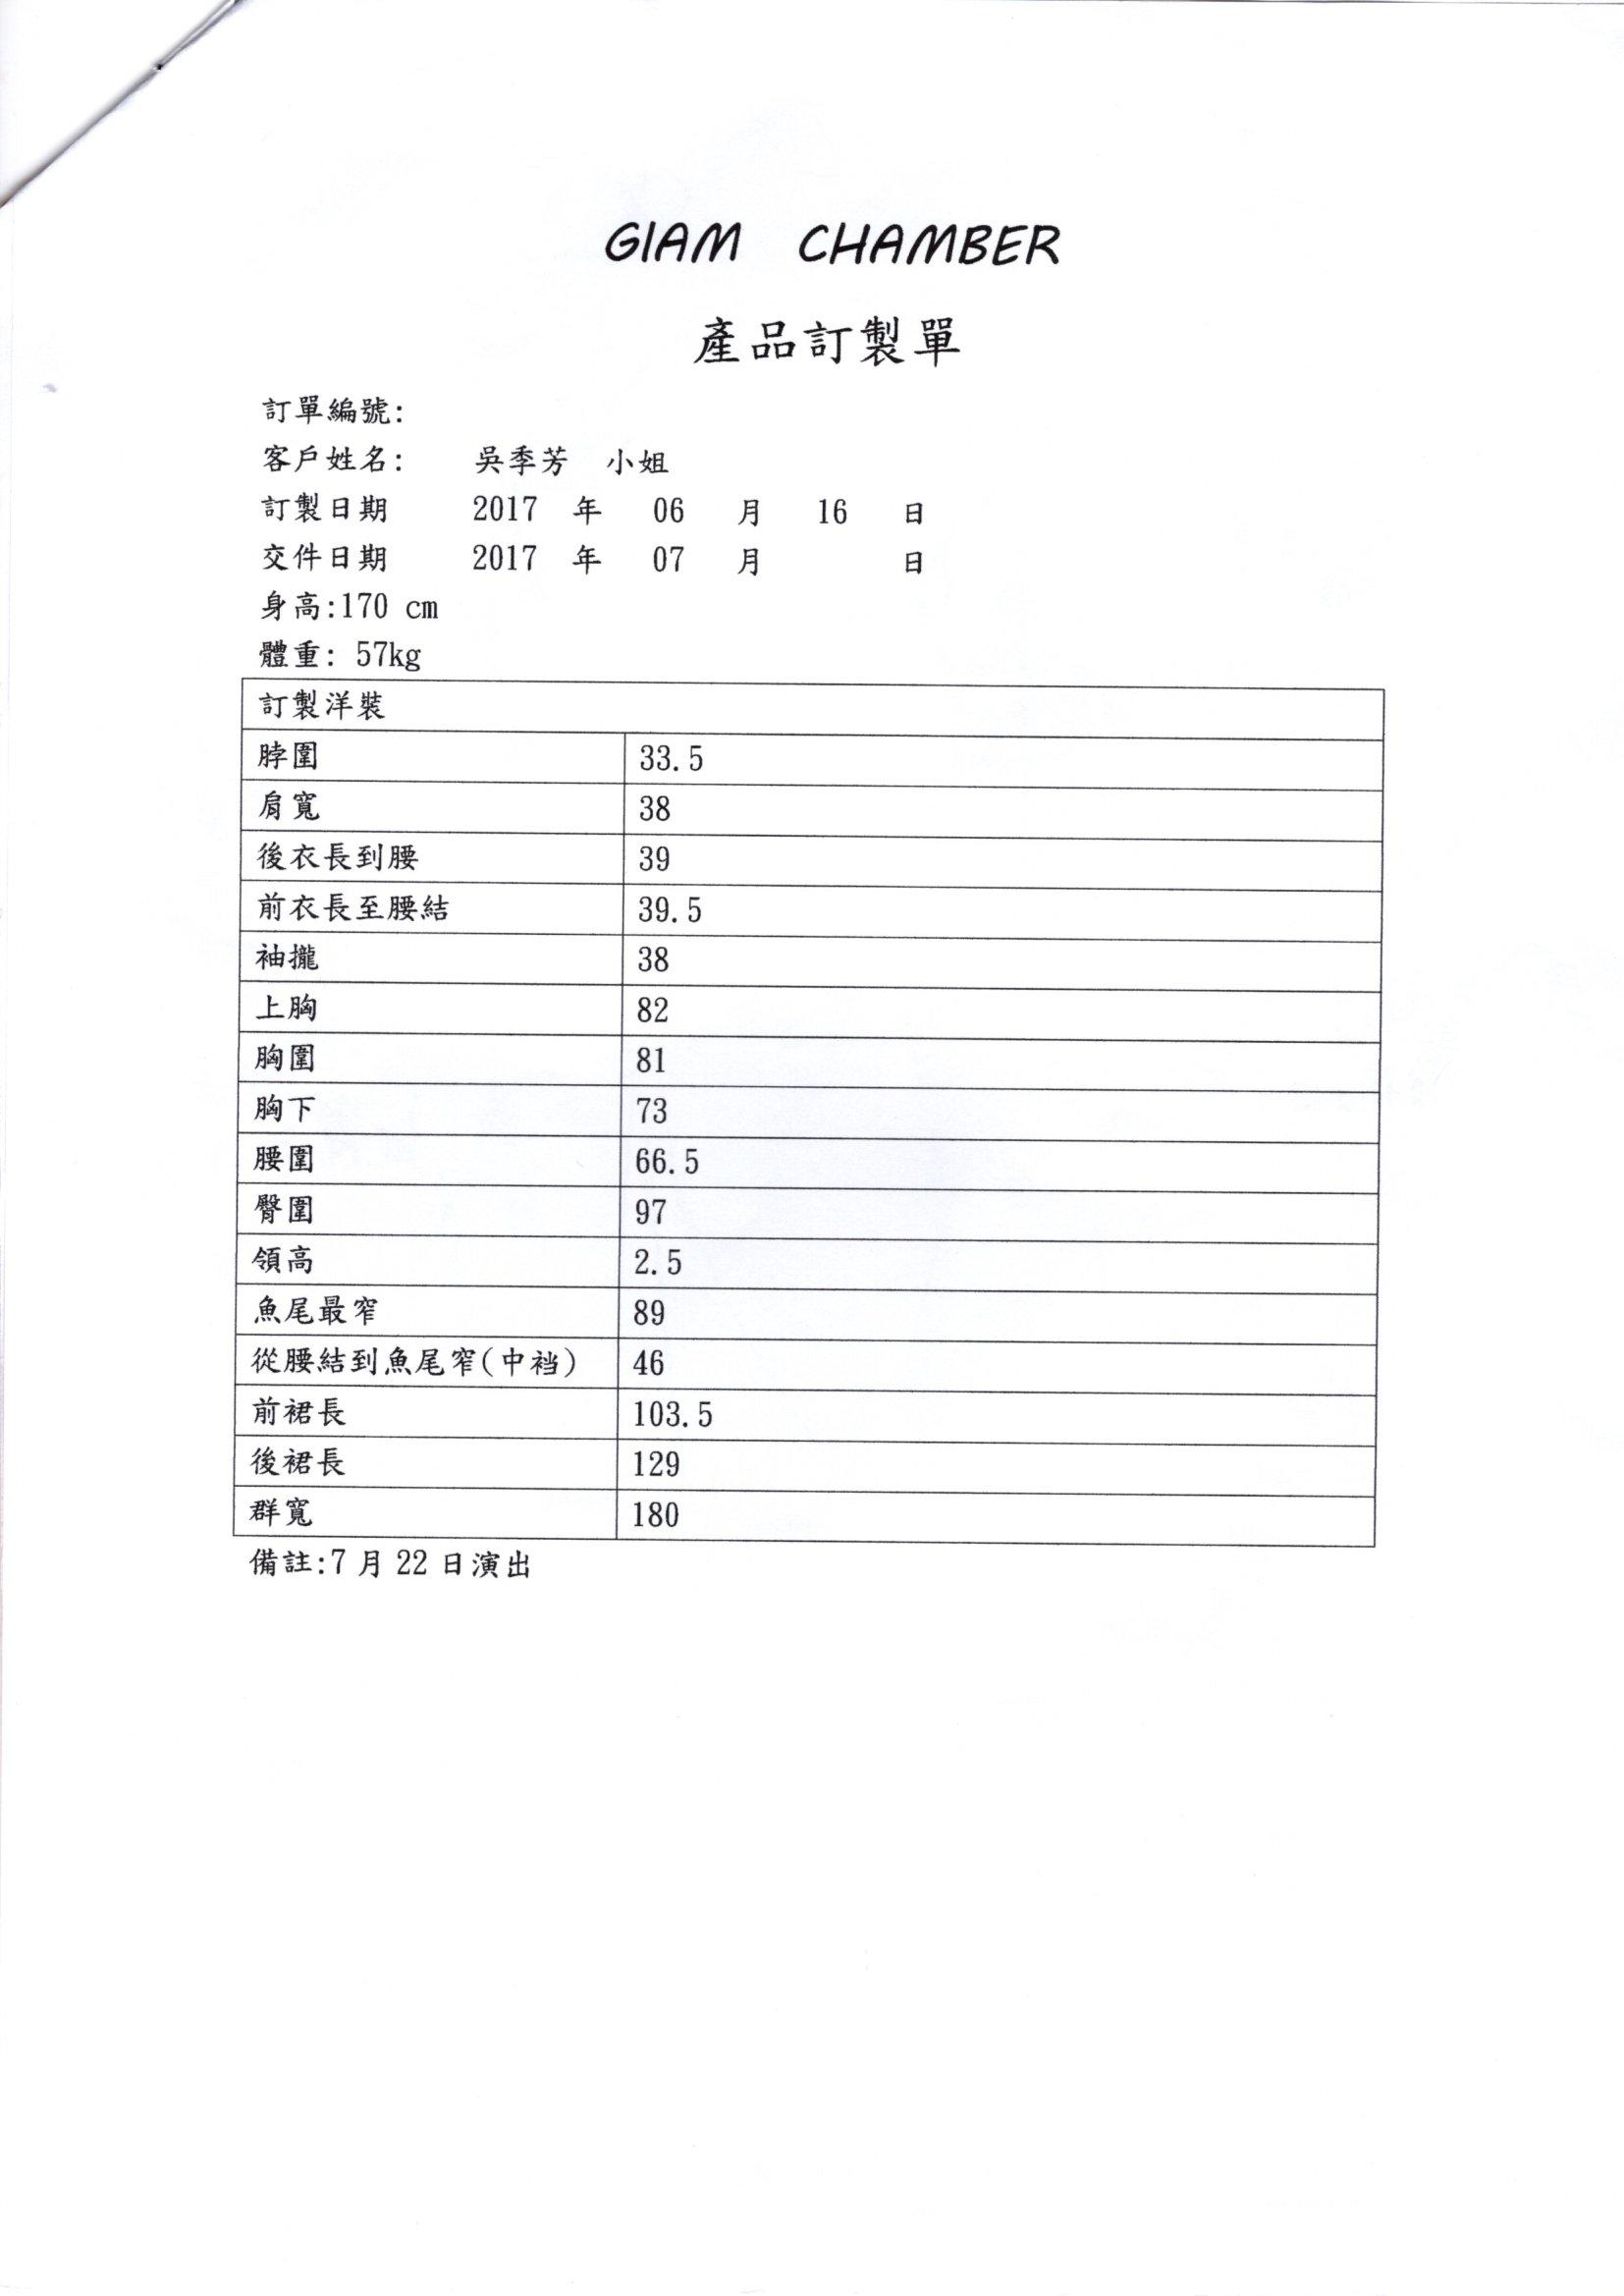 GIAM CHAMBER
產品訂製單
訂單編號:
客戶姓名: 吳季芳 小姐
訂製日期 2017 年 06 月 16 日
交件日期 2017 年 07 月 日
身高:170 cm
體重: 57kg
訂製洋裝
脖圍 33.5
肩寬 38
後衣長到腰 39
前衣長至腰結 39.5
袖攏 38
上胸 82
胸圍 81
胸下 73
腰圍 66.5
臀圍 97
領高 2.5
魚尾最窄 89
從腰結到魚尾窄(中襠) 46
前裙長 103.5
後裙長 129
群寬 180
備註:7 月 22 日演出